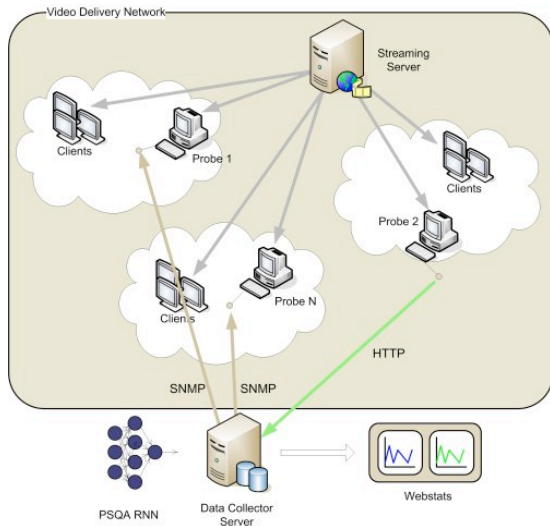 Video Delivery Network
Streaming
Server
Clients
Probe 1
Clients
Probe 2
Clients
Probe N
HTTP
SNMP
SNMP
PSQA RNN
Data Collector
Server
Webstats